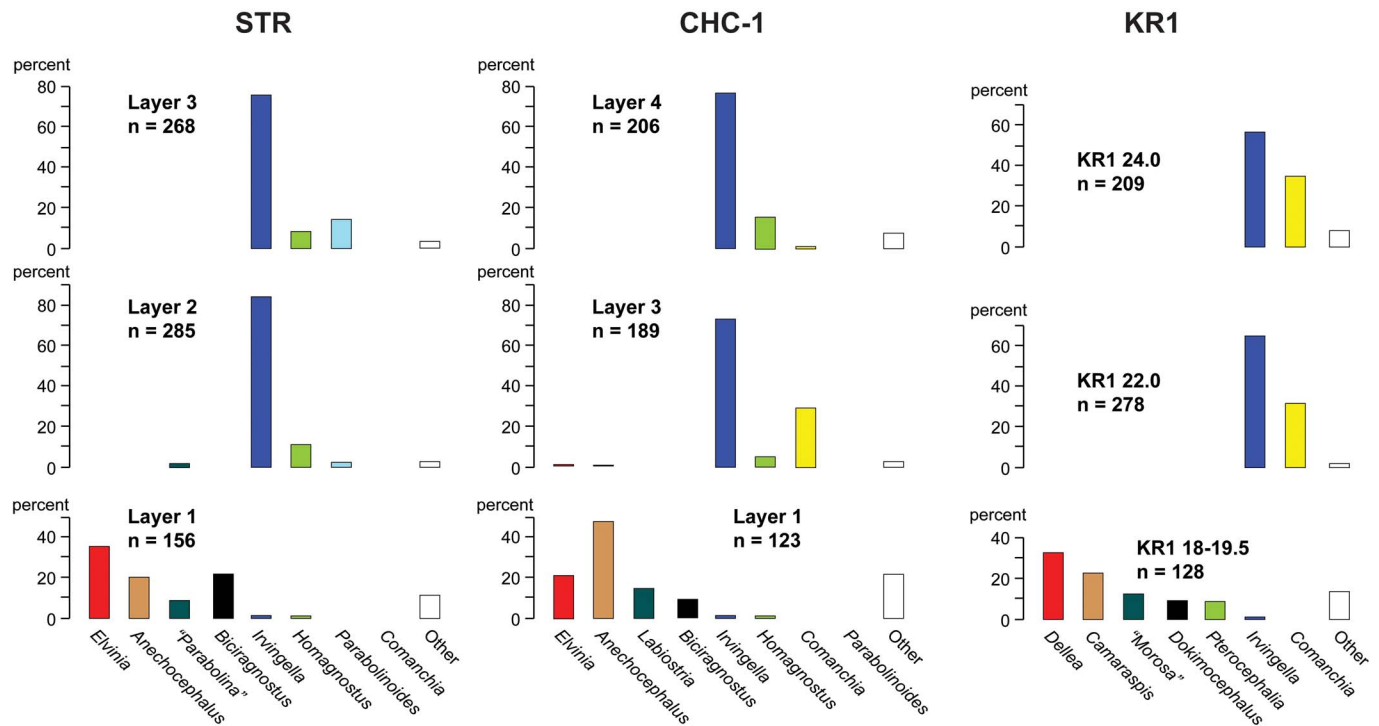 STR
CHC-1
KR1
percent
80
60
40
20
0
Layer 3
n = 268
percent
80
60
40
20
0
Layer 4
n = 206
percent
60
40
20
0
KR1 24.0
n = 209
percent
80
60
40
20
0
Layer 2
n = 285
percent
80
60
40
20
0
Layer 3
n = 189
percent
60
40
20
0
KR1 22.0
n = 278
percent
40
20
0
Layer 1
n = 156
Elvinia
Anechocephalus
"Parabolina"
Biciragnostus
Irvingella
Homagnostus
Parabolinoides
Comanchia
Other
percent
40
20
0
Layer 1
n = 123
Elvinia
Anechocephalus
Labiostria
Biciragnostus
Irvingella
Homagnostus
Comanchia
Parabolinoides
Other
percent
40
20
0
KR1 18-19.5
n = 128
Dellea
Camaraspis
"Morosa"
Dokimocephalus
Pterocephalia
Irvingella
Comanchia
Other